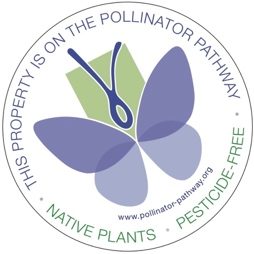 THIS PROPERTY IS ON THE POLLINATOR PATHWAY
www.pollinator-pathway.org
• NATIVE PLANTS • PESTICIDE-FREE •